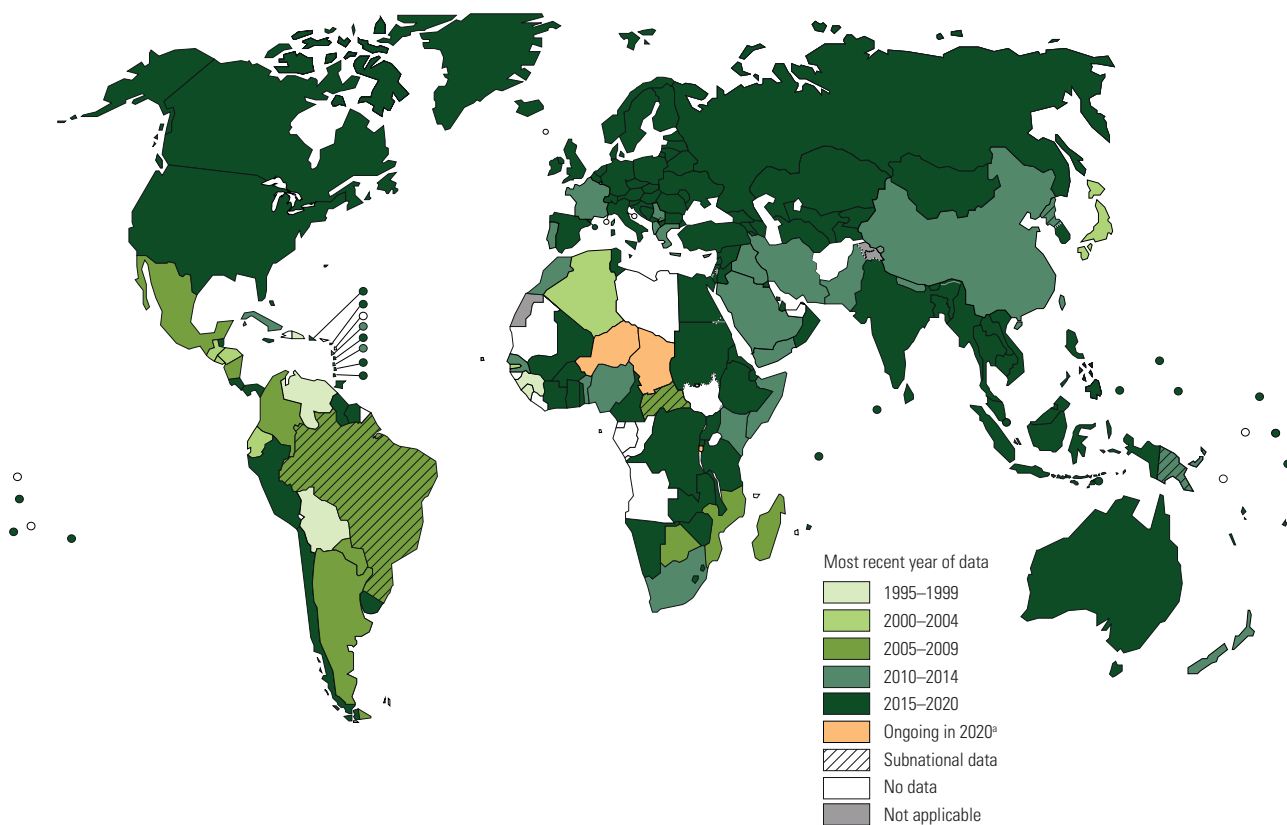 Most recent year of data
1995–1999
2000–2004
2005–2009
2010–2014
2015–2020
Ongoing in 2020ª
Subnational data
No data
Not applicable